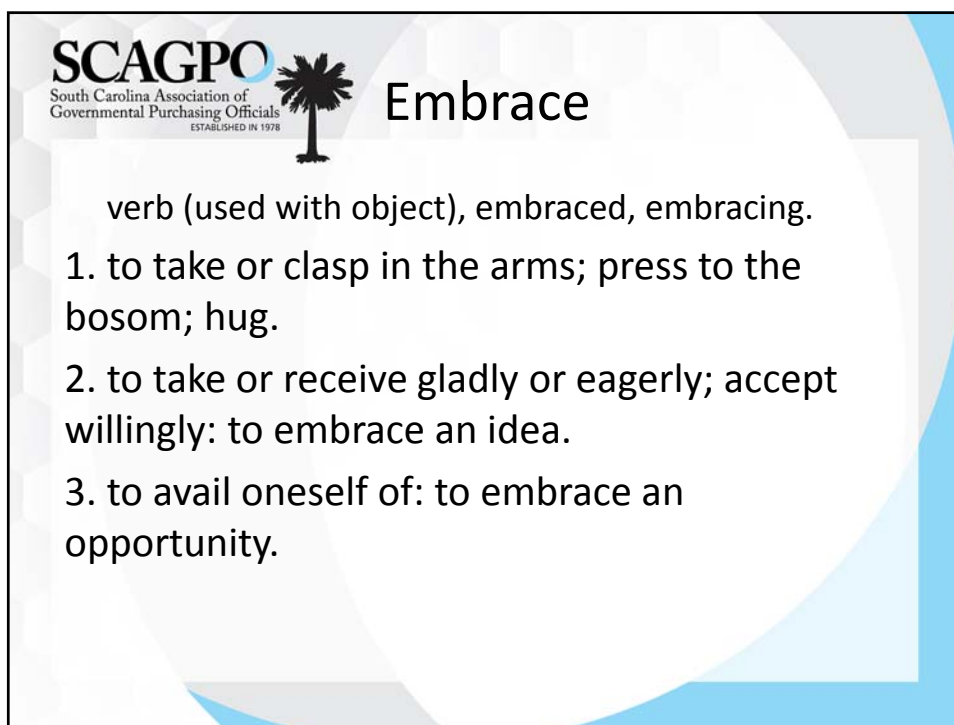 SCAGPO
South Carolina Association of
Governmental Purchasing Officials
ESTABLISHED IN 1978
Embrace
verb (used with object), embraced, embracing.
1. to take or clasp in the arms; press to the
bosom; hug.
2. to take or receive gladly or eagerly; accept
willingly: to embrace an idea.
3. to avail oneself of: to embrace an
opportunity.